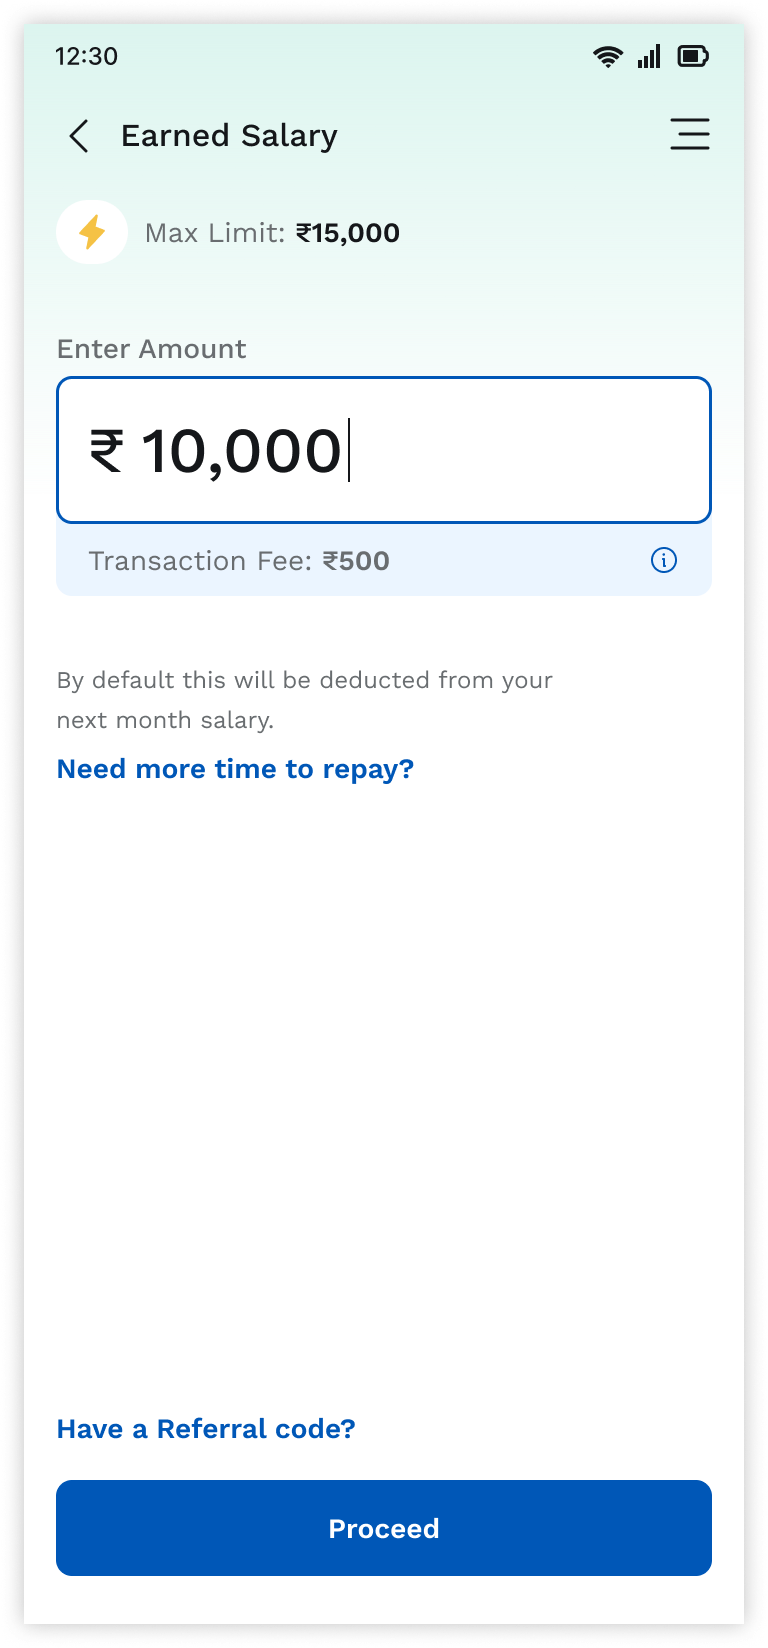 12:30
Earned Salary
Max Limit: ₹15,000
Enter Amount
₹ 10,000
Transaction Fee: ₹500
By default this will be deducted from your
next month salary.
Need more time to repay?
Have a Referral code?
Proceed